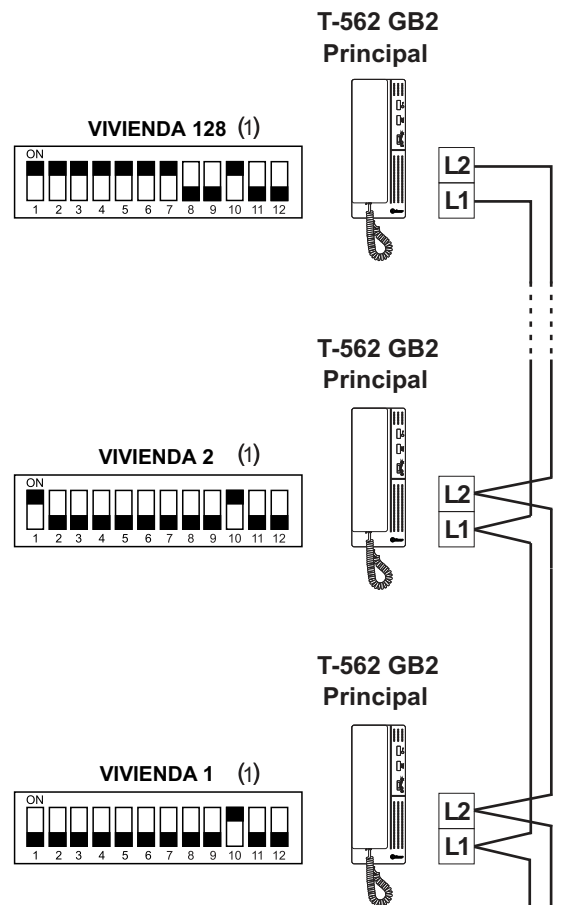 T-562 GB2
Principal
VIVIENDA 128 (1)
ON
1 2 3 4 5 6 7 8 9 10 11 12
L2
L1
T-562 GB2
Principal
VIVIENDA 2 (1)
ON
1 2 3 4 5 6 7 8 9 10 11 12
L2
L1
T-562 GB2
Principal
VIVIENDA 1 (1)
ON
1 2 3 4 5 6 7 8 9 10 11 12
L2
L1